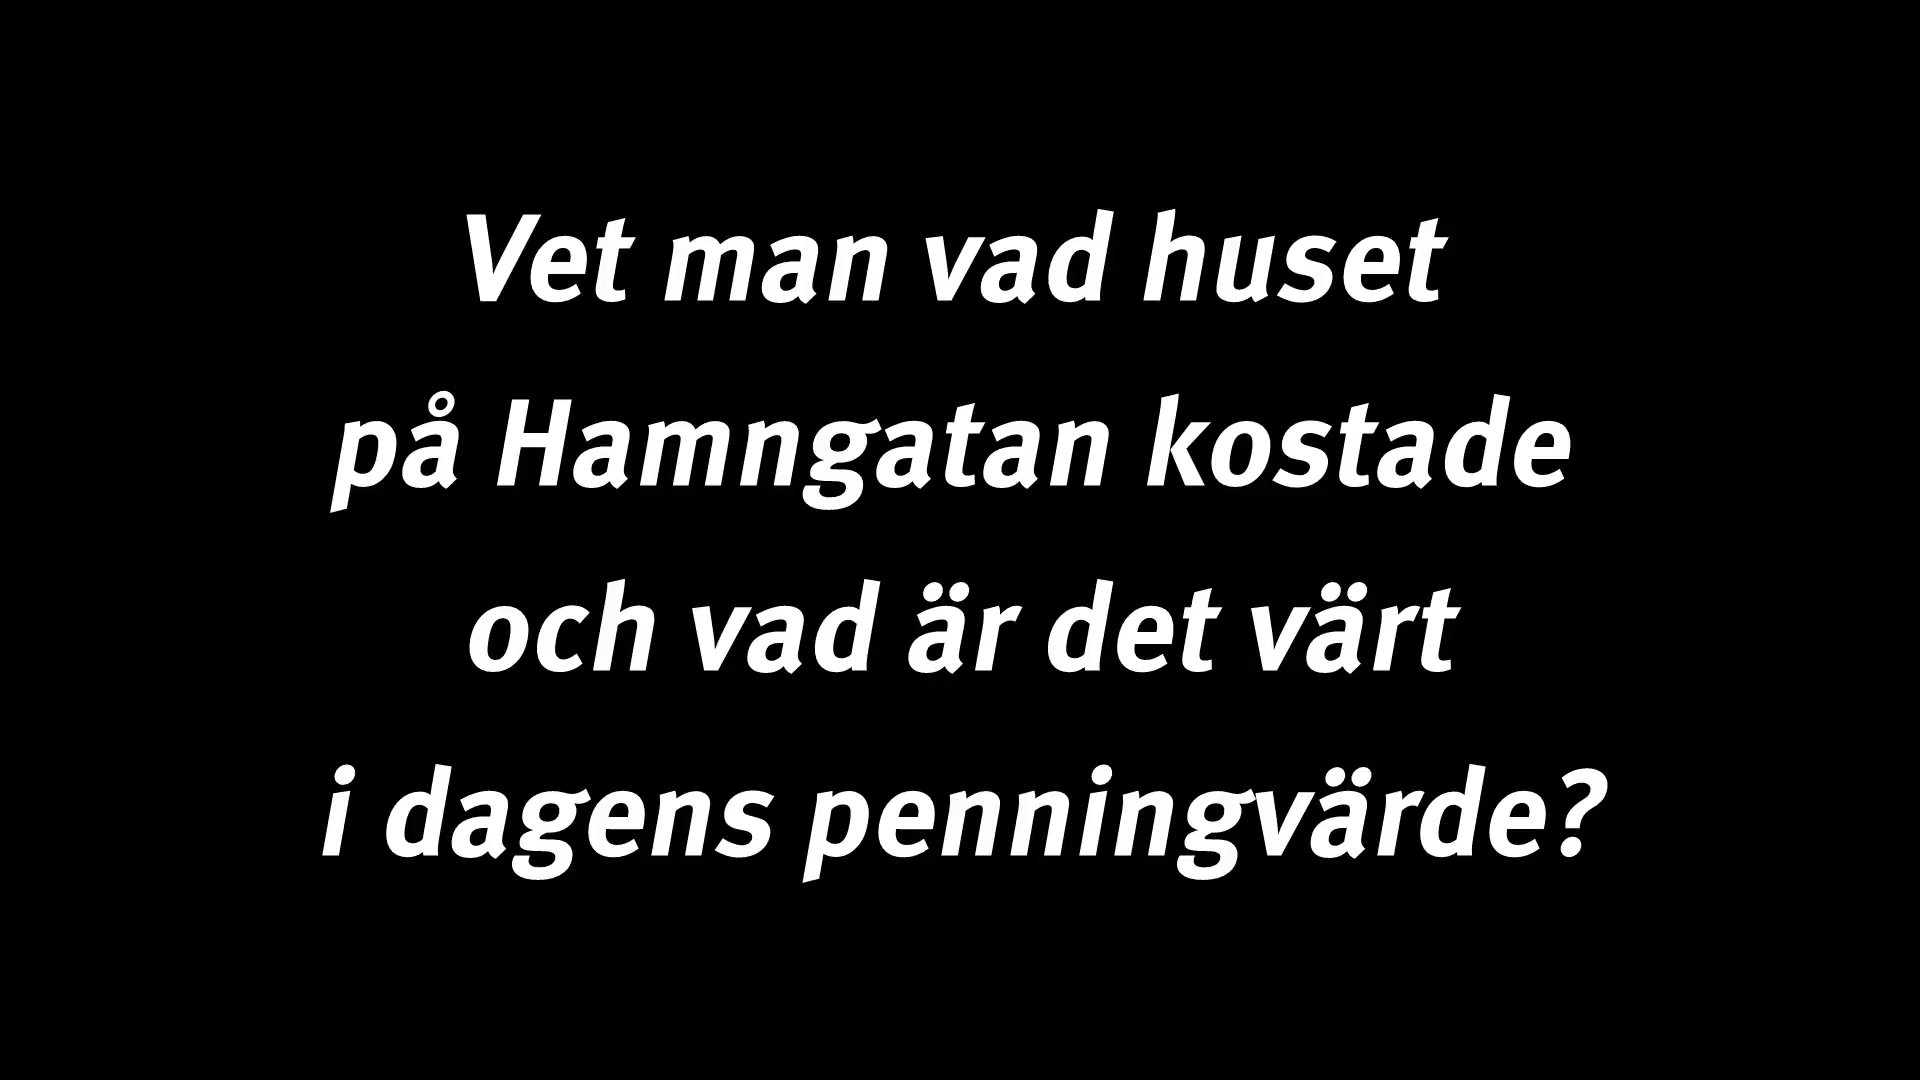 Vet man vad huset
på Hamngatan kostade
och vad är det värt
i dagens penningvärde?